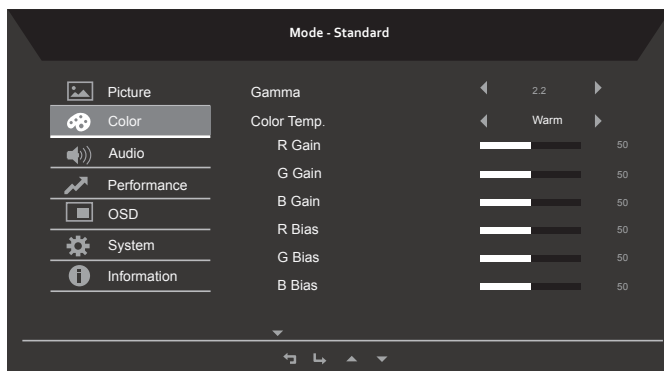 Mode - Standard
Picture
Color
Audio
Performance
OSD
System
Information
Gamma 2.2
Color Temp. Warm
R Gain 50
G Gain 50
B Gain 50
R Bias 50
G Bias 50
B Bias 50